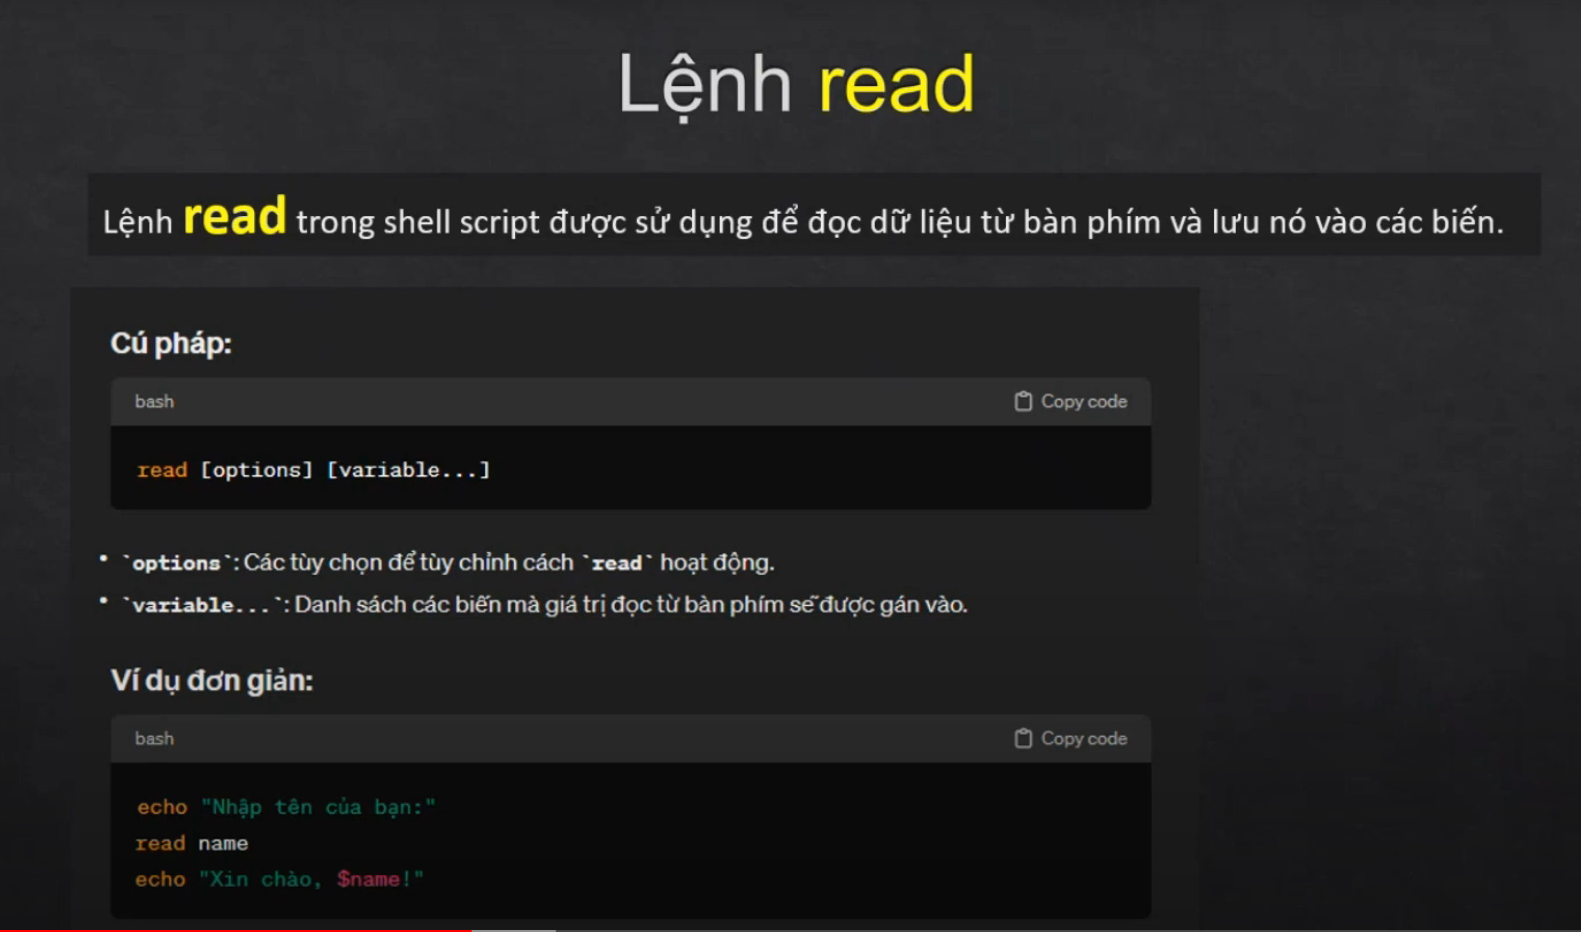 Lệnh read
Lệnh read trong shell script được sử dụng để đọc dữ liệu từ bàn phím và lưu nó vào các biến.
Cú pháp:
bash
Copy code
read [options] [variable...]
• `options`: Các tùy chọn để tùy chỉnh cách `read` hoạt động.
• `variable...`: Danh sách các biến mà giá trị đọc từ bàn phím sẽ được gán vào.
Ví dụ đơn giản:
bash
Copy code
echo "Nhập tên của bạn:"
read name
echo "Xin chào, $name!"